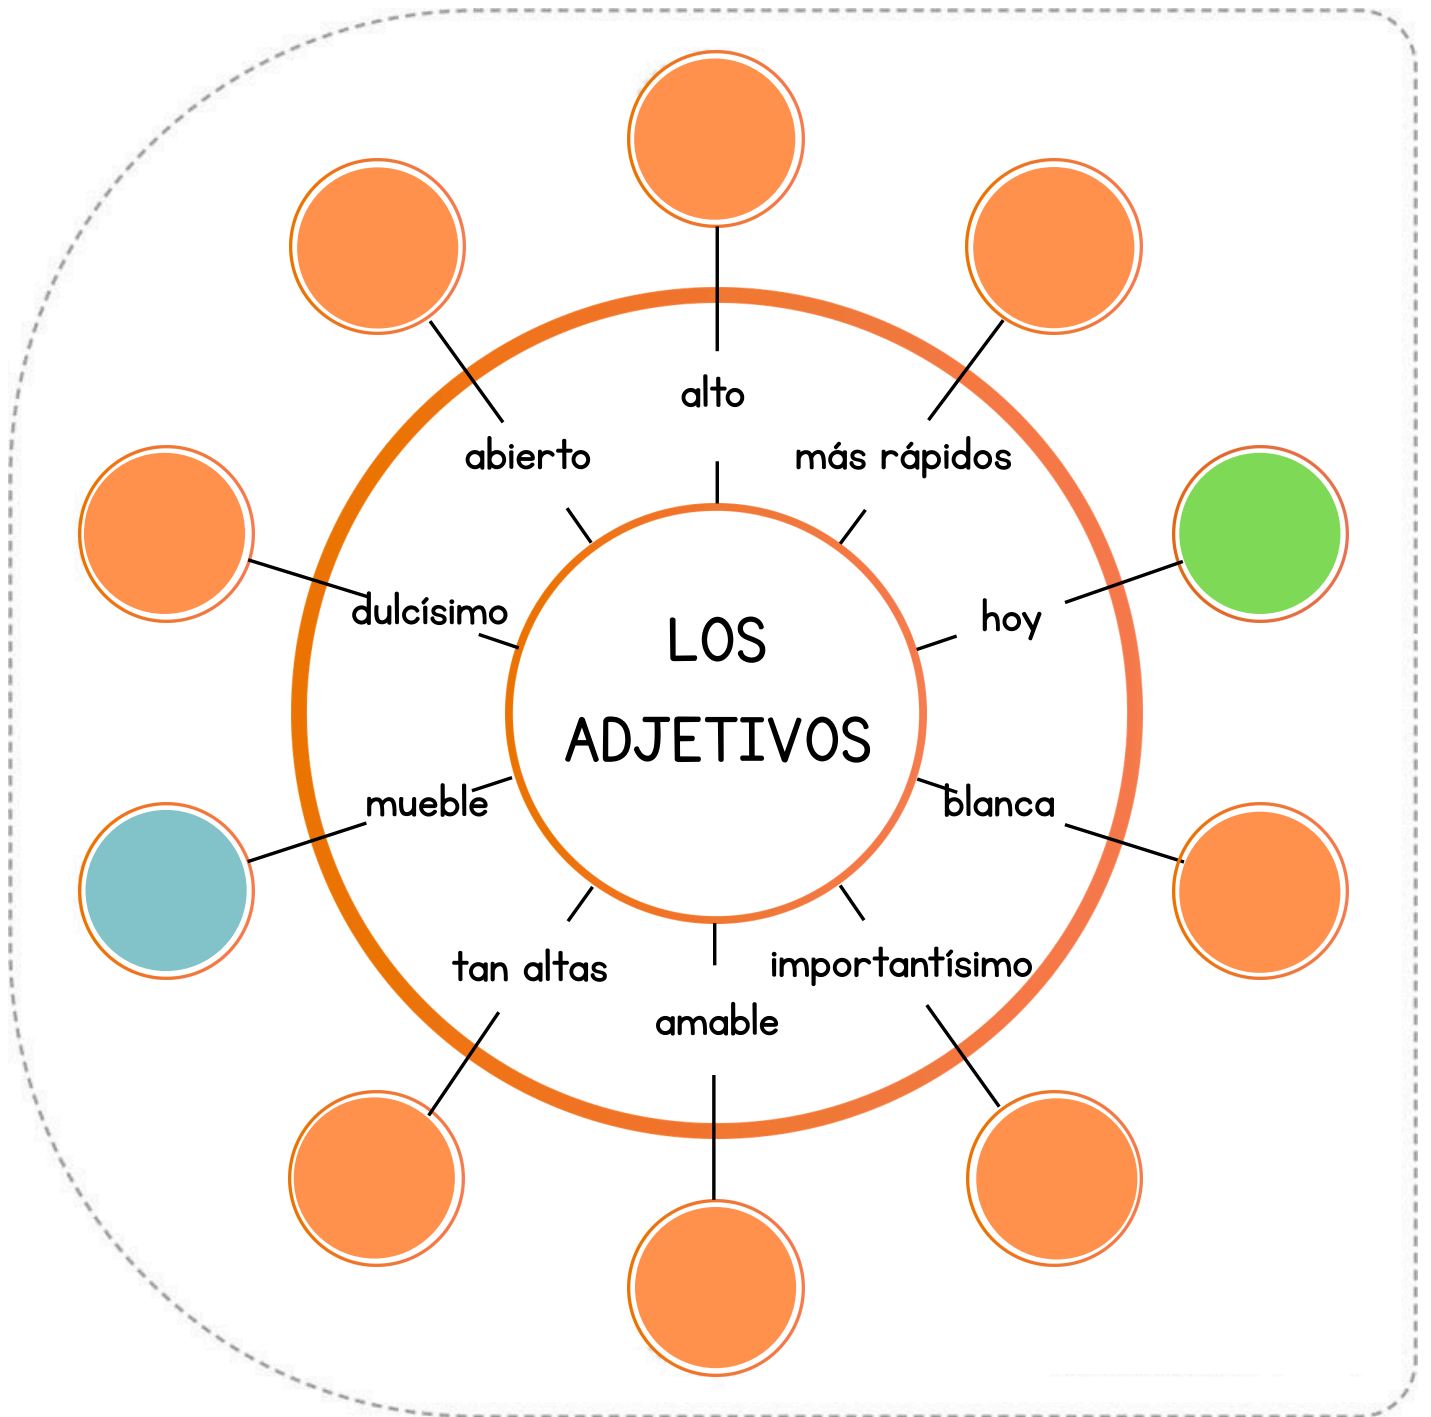 alto
abierto
más rápidos
dulcísimo
hoy
LOS
ADJETIVOS
mueble
blanca
tan altas
importantísimo
amable